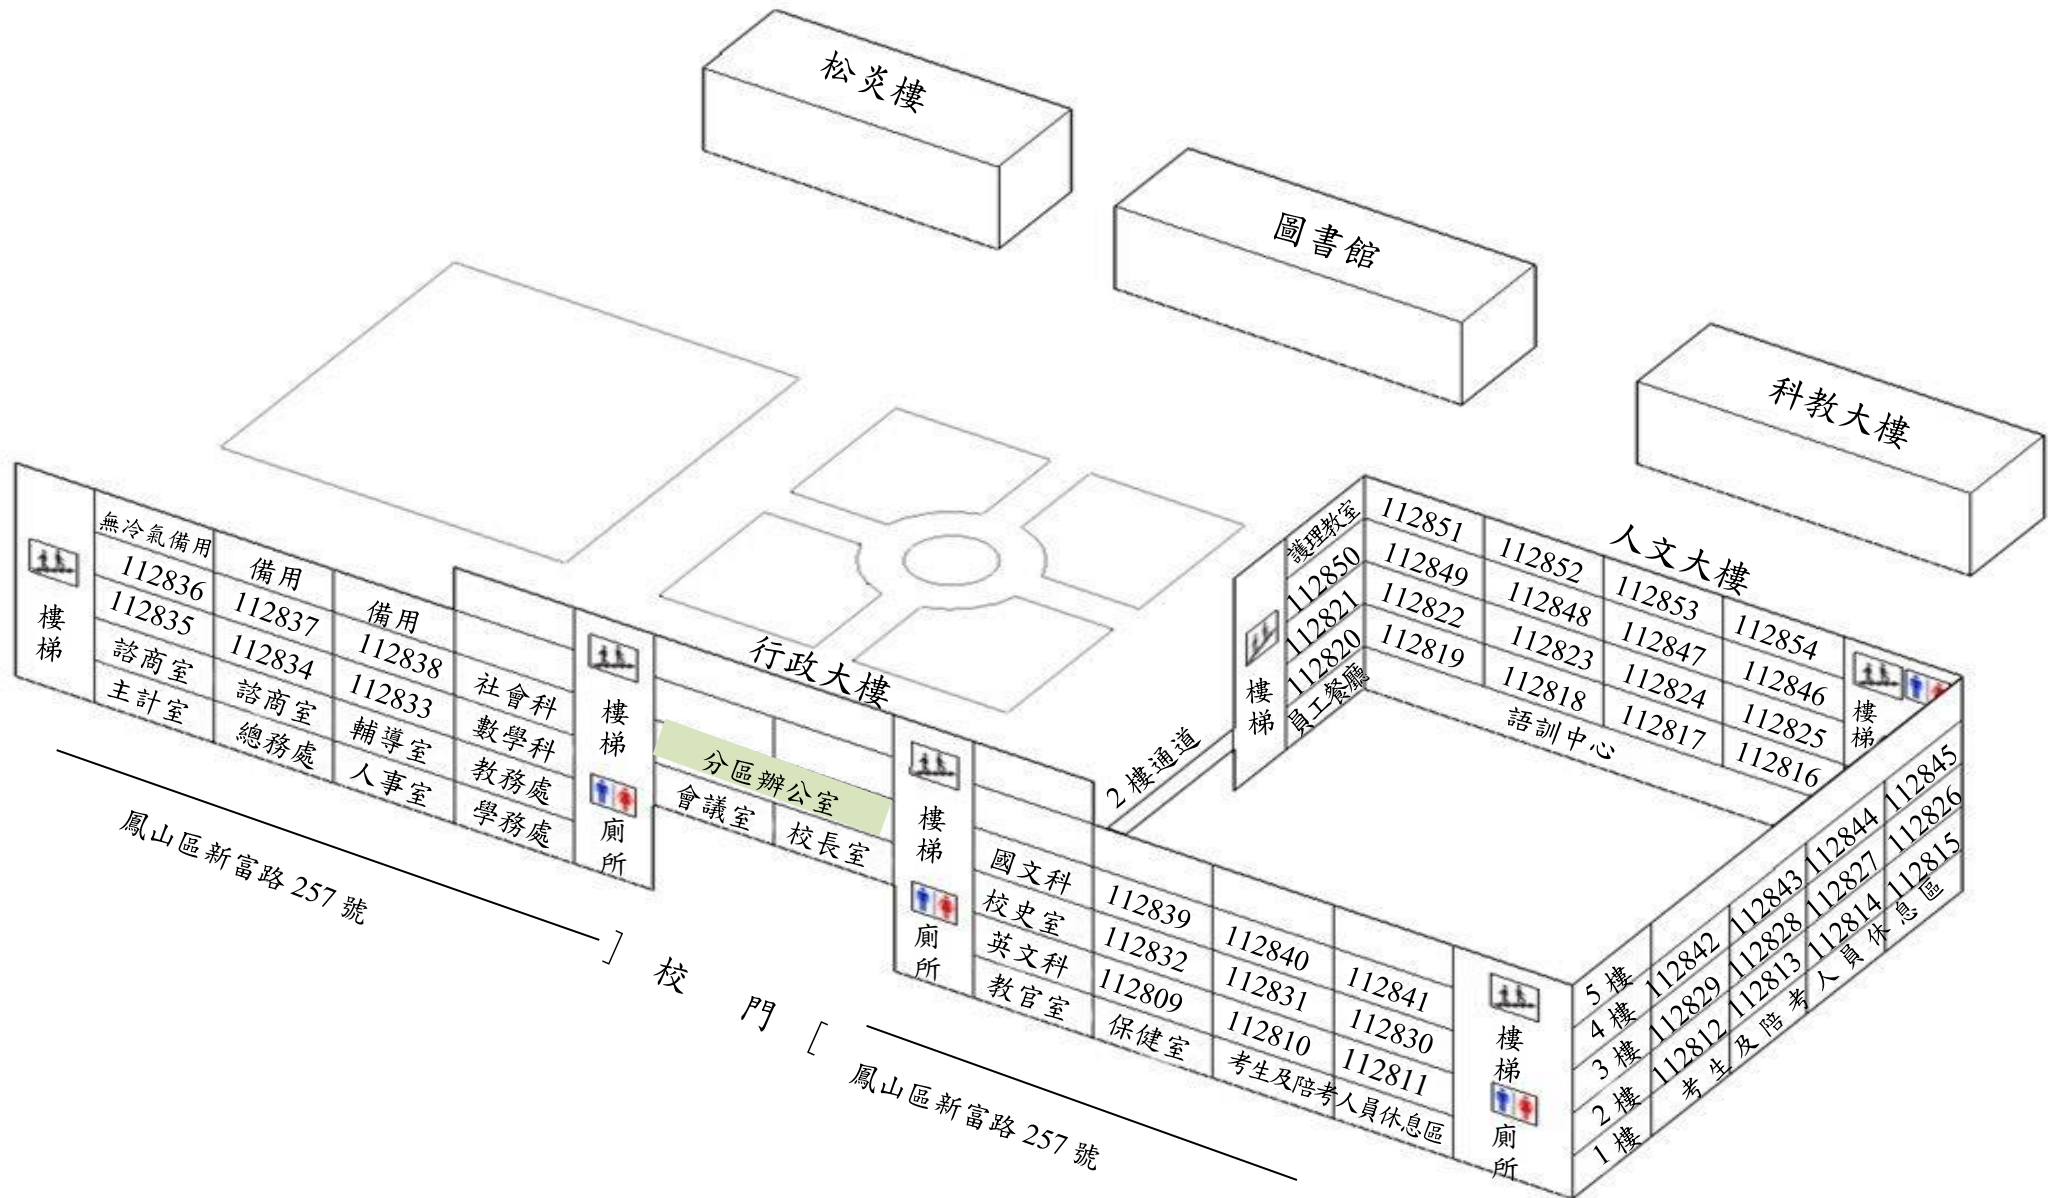 松炎樓
圖書館
科教大樓
人文大樓
護理教室
112851
112852
112853
112854
112850
112849
112848
112847
112846
112821
112822
112823
112824
112825
112820
112819
112818
112817
112816
員工餐廳
語訓中心
樓梯
樓梯
2樓通道
行政大樓
樓梯
無冷氣備用
備用
備用
112836
112837
112838
社會科
112835
112834
112833
數學科
諮商室
諮商室
輔導室
教務處
主計室
總務處
人事室
學務處
樓梯
廁所
分區辦公室
會議室
校長室
樓梯
廁所
國文科
112839
112840
112841
校史室
112832
112831
112830
英文科
112809
112810
112811
教官室
保健室
考生及陪考人員休息區
樓梯
廁所
5樓
4樓
112842
112843
112844
112845
3樓
112829
112828
112827
112826
2樓
112812
112813
112814
112815
1樓
考生及陪考人員休息區
鳳山區新富路257號
校門
鳳山區新富路257號